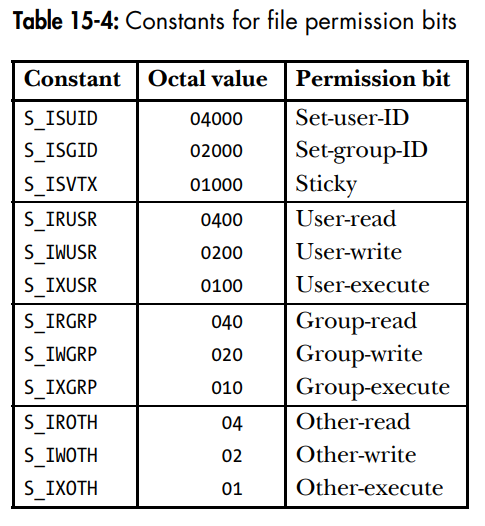 Table 15-4: Constants for file permission bits
Constant Octal value Permission bit
S_ISUID 04000 Set-user-ID
S_ISGID 02000 Set-group-ID
S_ISVTX 01000 Sticky
S_IRUSR 0400 User-read
S_IWUSR 0200 User-write
S_IXUSR 0100 User-execute
S_IRGRP 040 Group-read
S_IWGRP 020 Group-write
S_IXGRP 010 Group-execute
S_IROTH 04 Other-read
S_IWOTH 02 Other-write
S_IXOTH 01 Other-execute